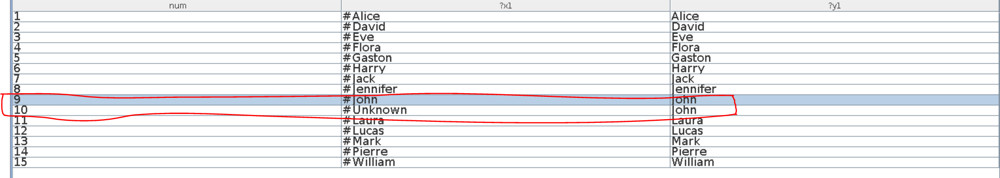 num ?x1 ?y1
1 #Alice Alice
2 #David David
3 #Eve Eve
4 #Flora Flora
5 #Gaston Gaston
6 #Harry Harry
7 #Jack Jack
8 #Jennifer Jennifer
9 #John John
10 #Unknown John
11 #Laura Laura
12 #Lucas Lucas
13 #Mark Mark
14 #Pierre Pierre
15 #William William